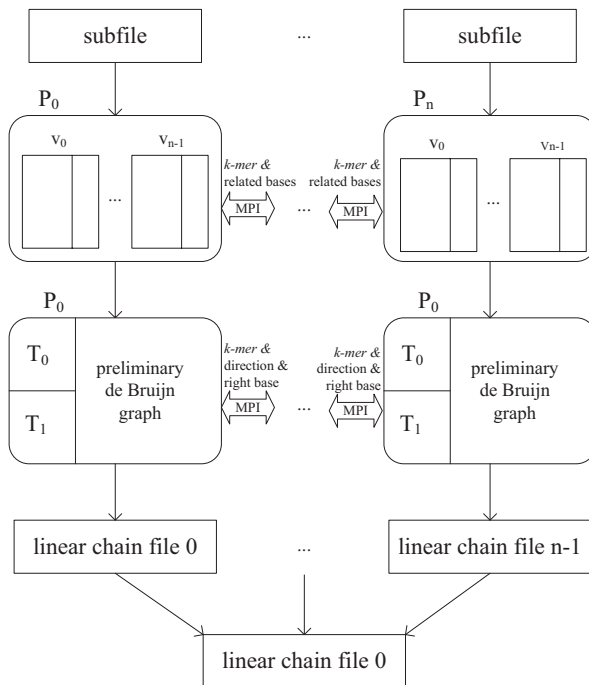 subfile
...
subfile
P0
Pn
v0
vn-1
...
k-mer &
related bases
MPI
...
k-mer &
related bases
MPI
v0
vn-1
...
P0
P0
T0
T1
preliminary
de Bruijn
graph
k-mer &
direction &
right base
MPI
...
k-mer &
direction &
right base
MPI
T0
T1
preliminary
de Bruijn
graph
linear chain file 0
...
linear chain file n-1
linear chain file 0